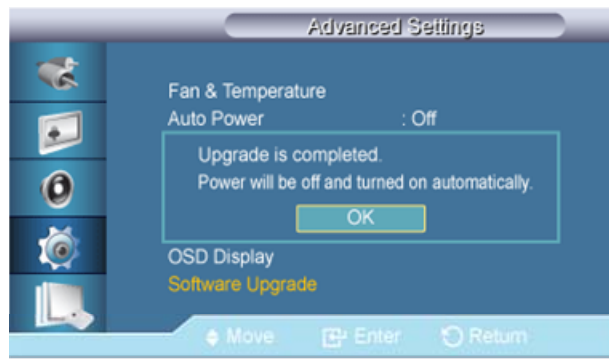 Advanced Settings
Fan & Temperature
Auto Power : Off
Upgrade is completed.
Power will be off and turned on automatically.
OK
OSD Display
Software Upgrade
Move Enter Return